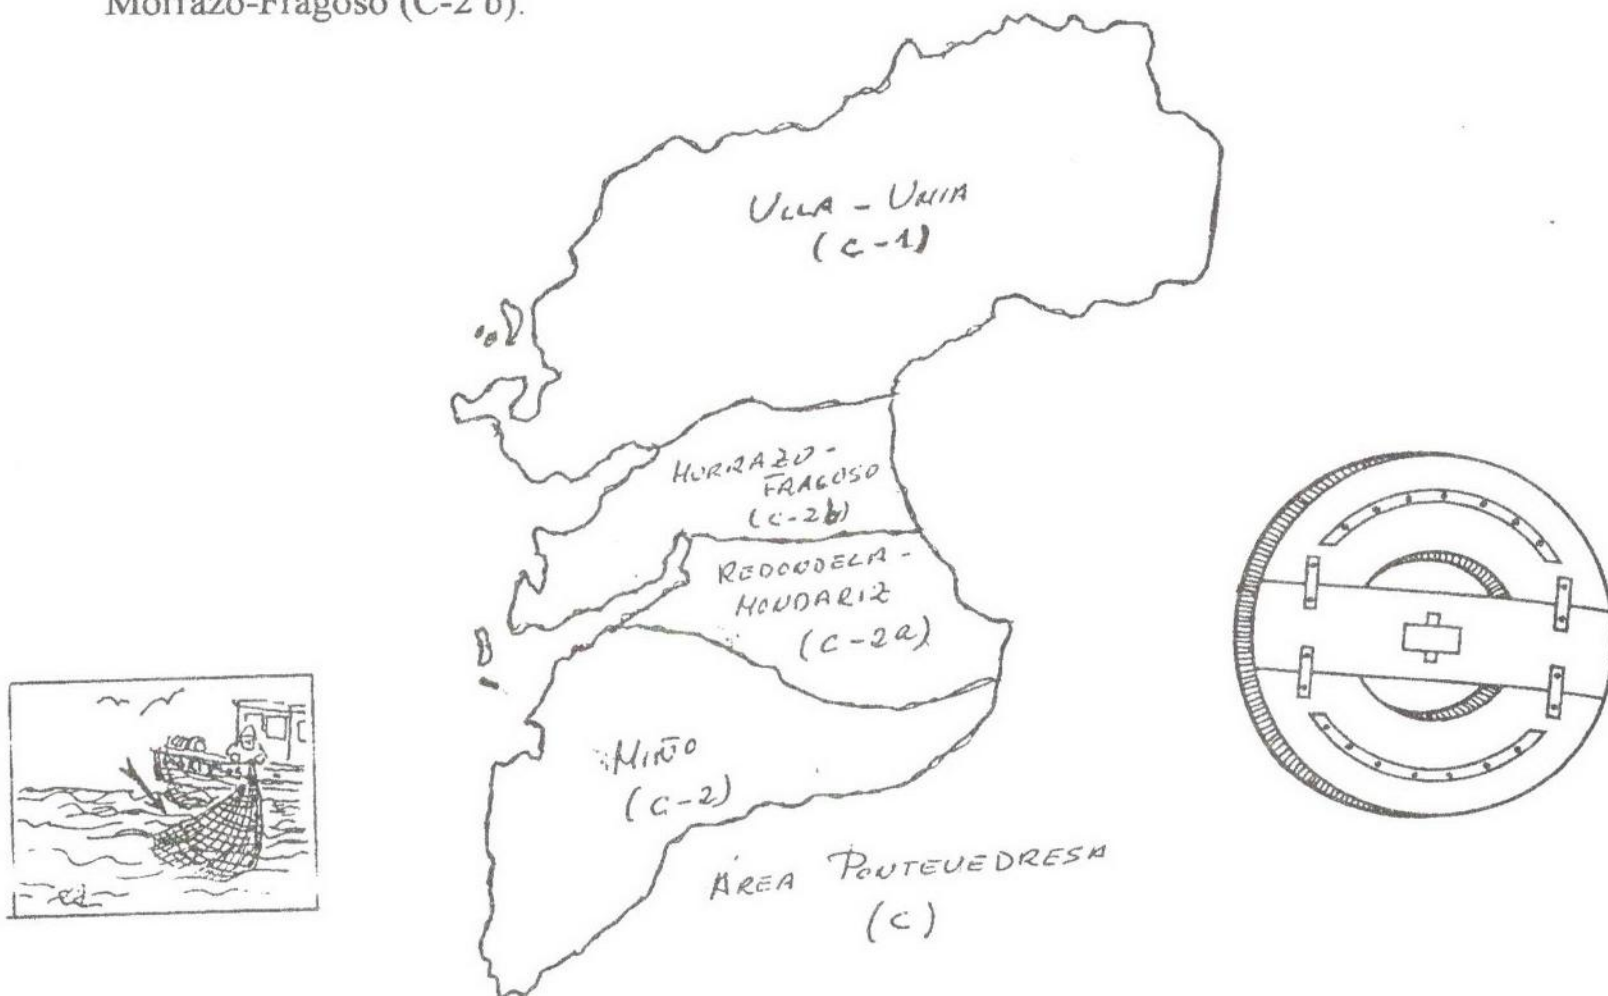 Morrazo-Fragoso (C-2 b).
ULLA - UMIA
(C-1)
MORRAZO -
FRAGOSO
(C-2b)
REDONDELA -
MONDARIZ
(C-2a)
MIÑO
(C-2)
ÁREA PONTEVEDRESA
(C)